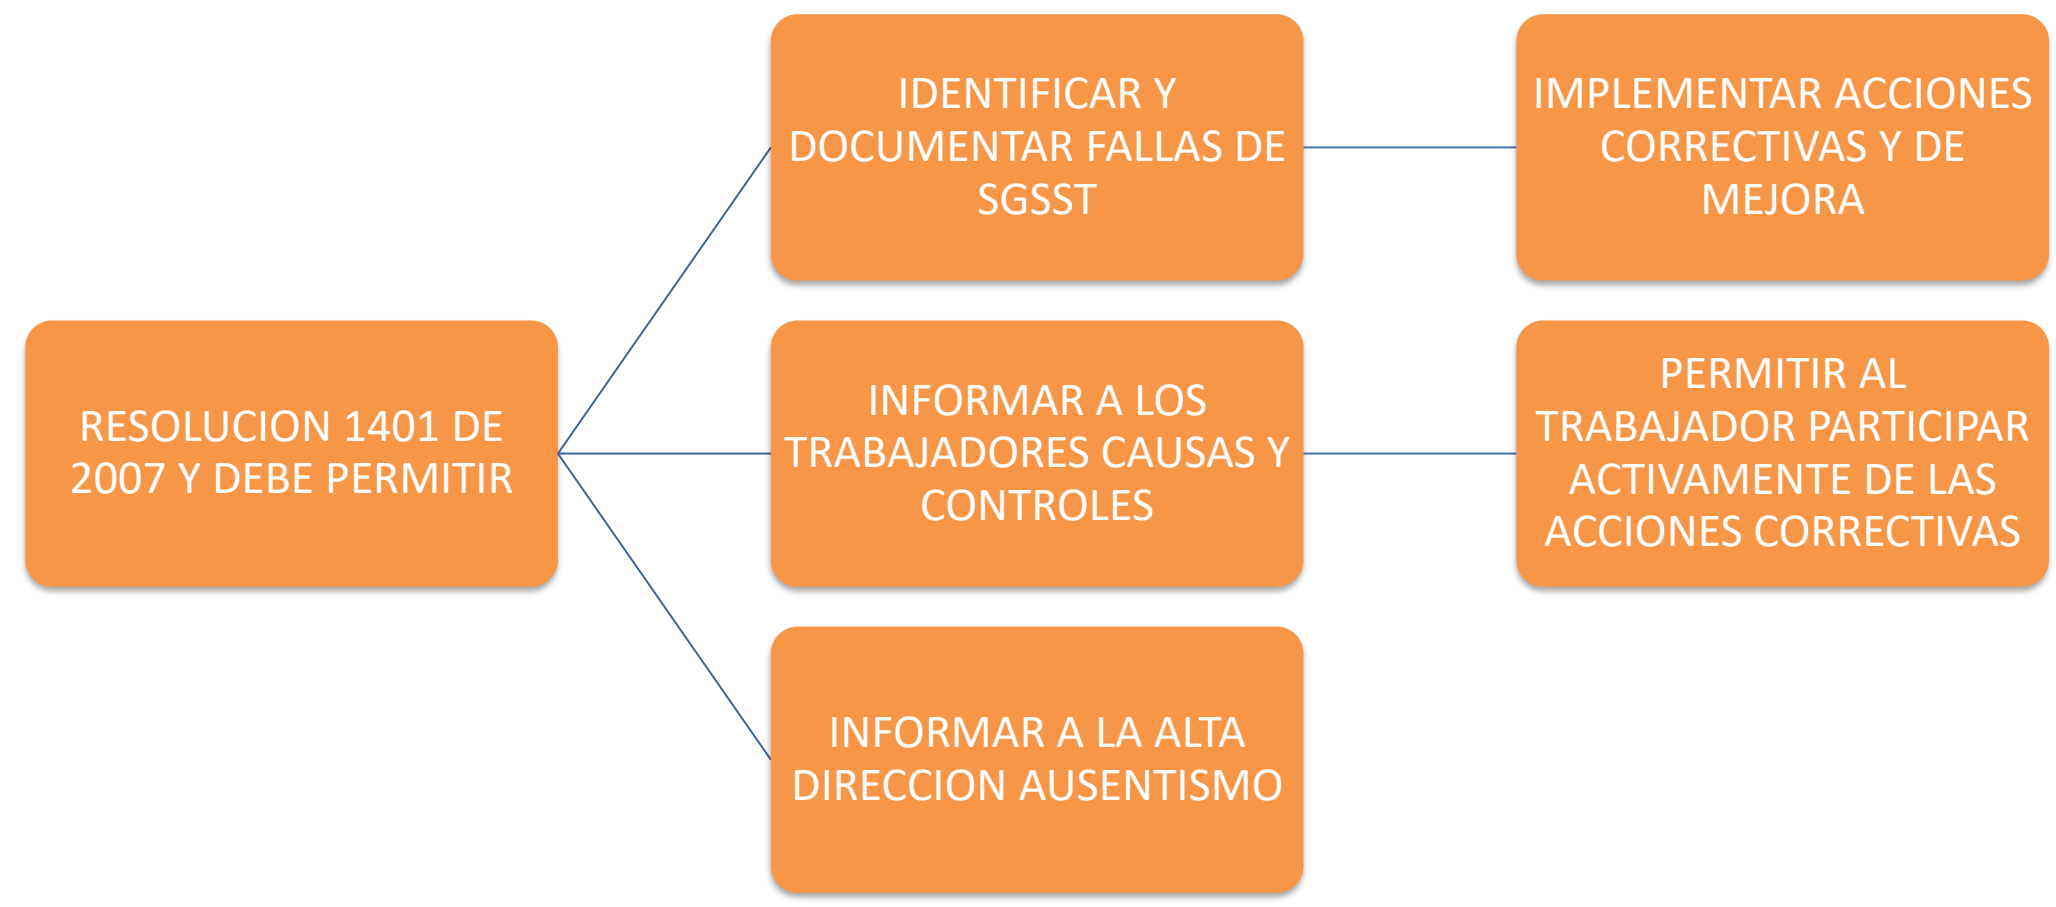 RESOLUCION 1401 DE
2007 Y DEBE PERMITIR
IDENTIFICAR Y
DOCUMENTAR FALLAS DE
SGSST
IMPLEMENTAR ACCIONES
CORRECTIVAS Y DE
MEJORA
INFORMAR A LOS
TRABAJADORES CAUSAS Y
CONTROLES
PERMITIR AL
TRABAJADOR PARTICIPAR
ACTIVAMENTE DE LAS
ACCIONES CORRECTIVAS
INFORMAR A LA ALTA
DIRECCION AUSENTISMO